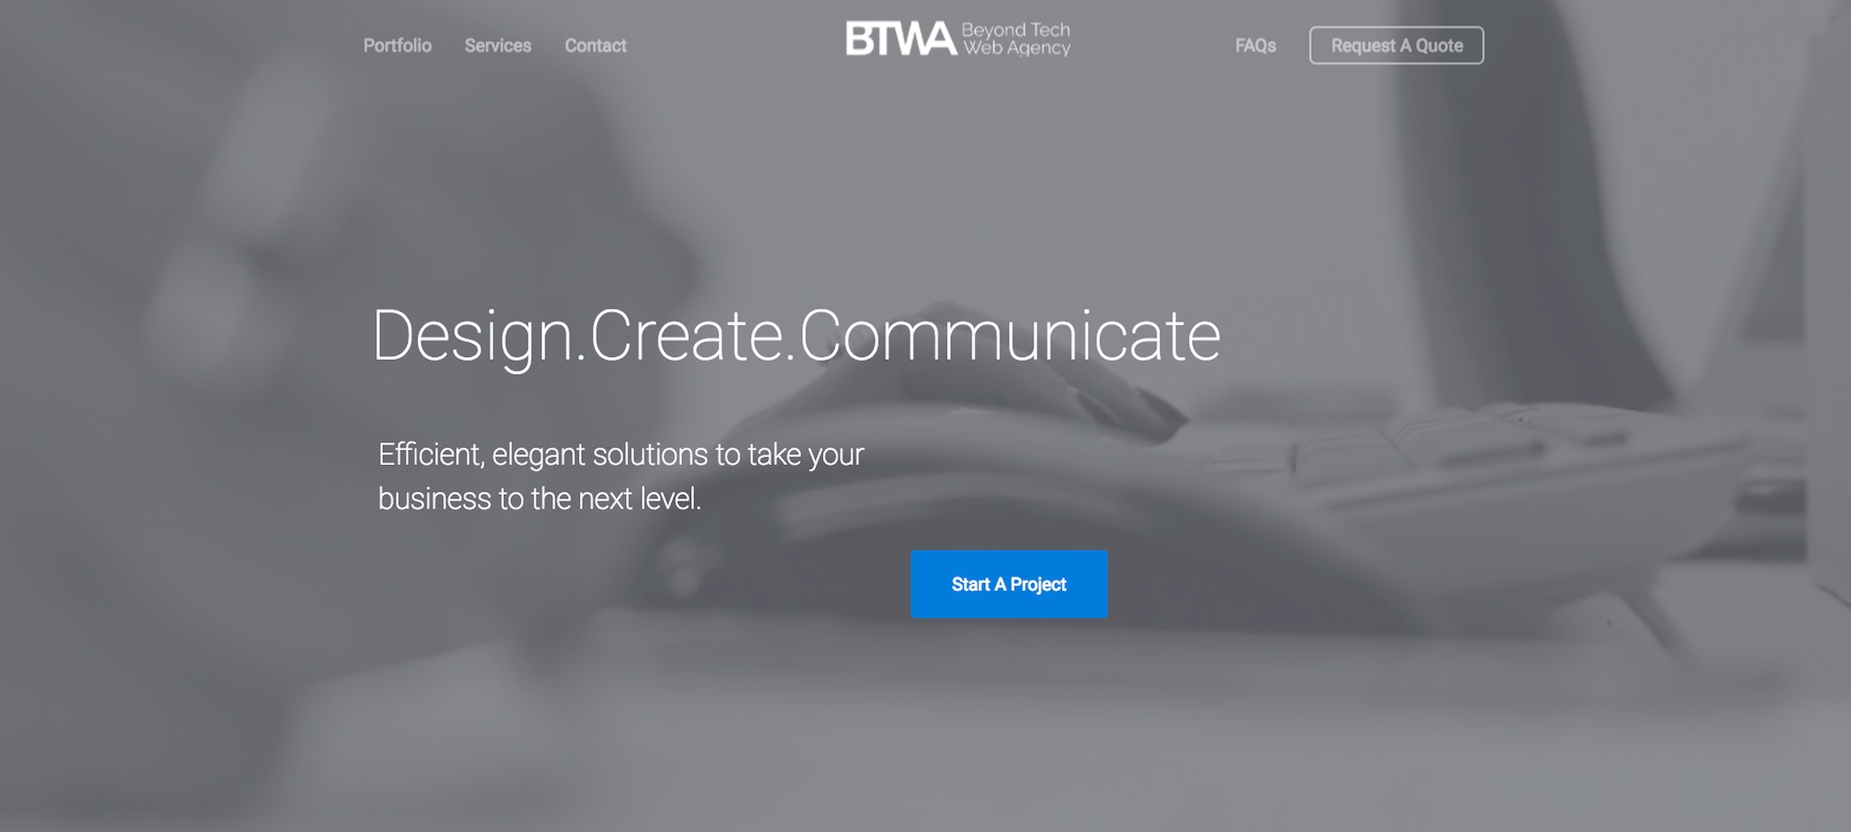 Portfolio Services Contact
BTWA Beyond Tech
Web Agency
FAQs Request A Quote
Design.Create.Communicate
Efficient, elegant solutions to take your
business to the next level.
Start A Project